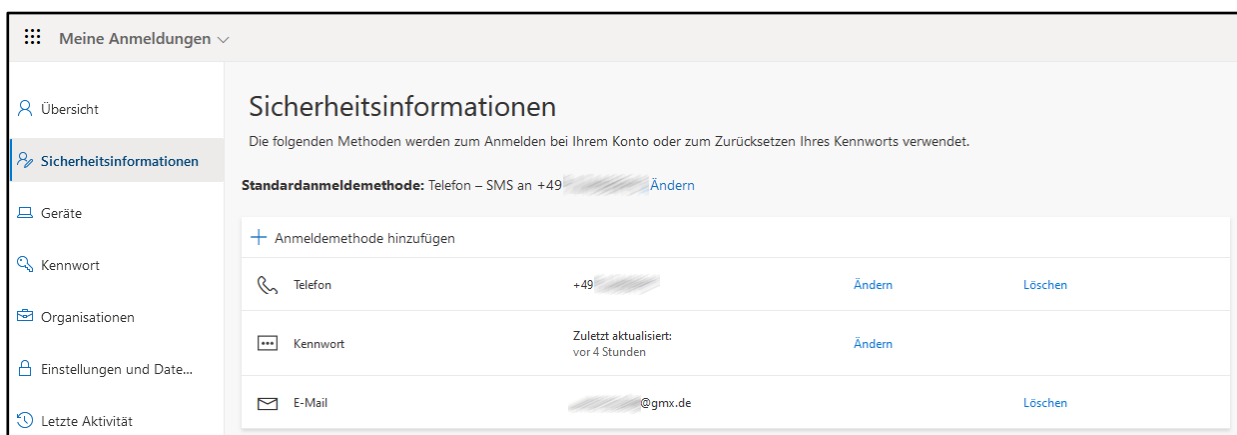 Meine Anmeldungen
Übersicht
Sicherheitsinformationen
Geräte
Kennwort
Organisationen
Einstellungen und Date...
Letzte Aktivität
Sicherheitsinformationen
Die folgenden Methoden werden zum Anmelden bei Ihrem Konto oder zum Zurücksetzen Ihres Kennworts verwendet.
Standardanmeldemethode: Telefon – SMS an +49 Ändern
+ Anmeldemethode hinzufügen
Telefon +49 Ändern Löschen
Kennwort Zuletzt aktualisiert: Ändern
vor 4 Stunden
E-Mail @gmx.de Löschen